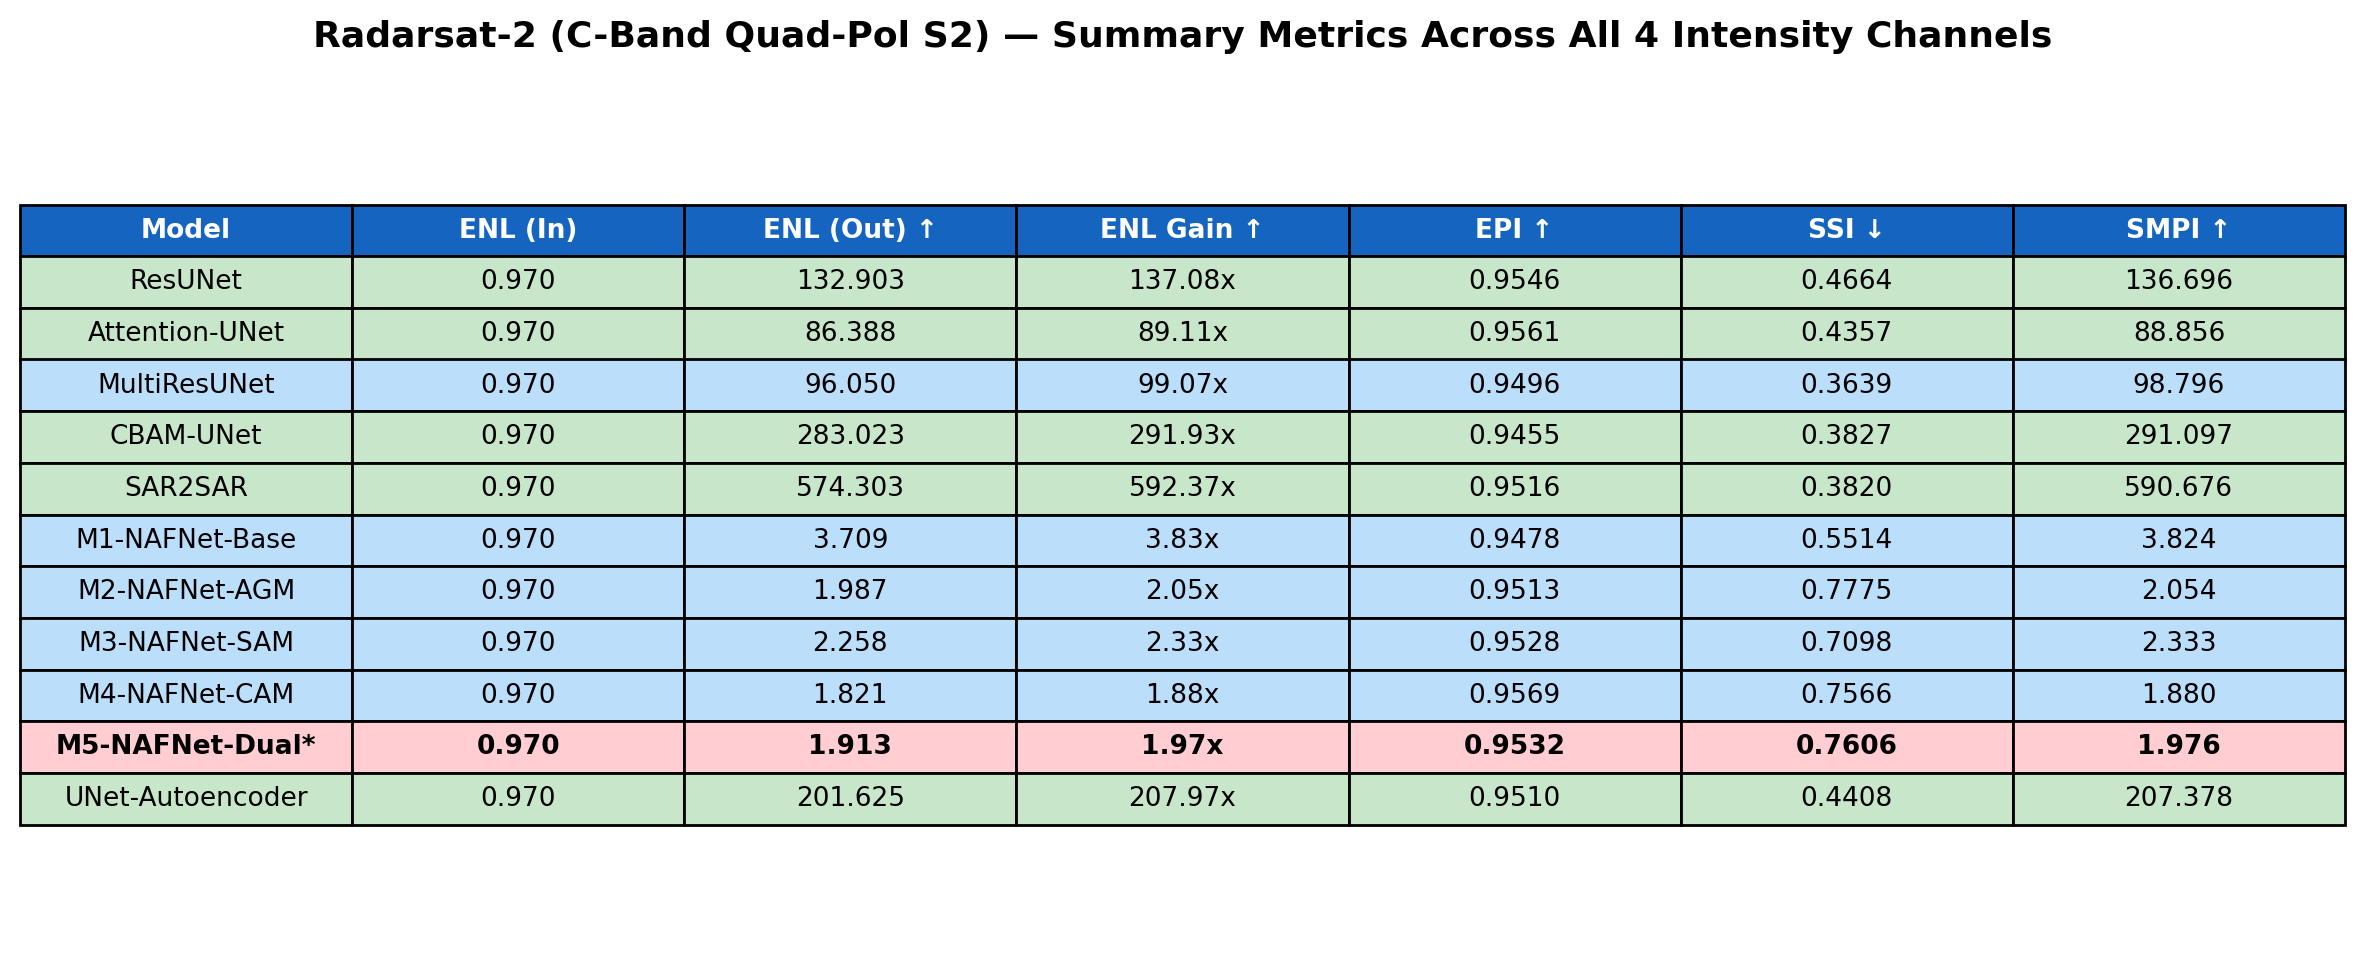 Radarsat-2 (C-Band Quad-Pol S2) — Summary Metrics Across All 4 Intensity Channels
Model ENL (In) ENL (Out) ↑ ENL Gain ↑ EPI ↑ SSI ↓ SMPI ↑
ResUNet 0.970 132.903 137.08x 0.9546 0.4664 136.696
Attention-UNet 0.970 86.388 89.11x 0.9561 0.4357 88.856
MultiResUNet 0.970 96.050 99.07x 0.9496 0.3639 98.796
CBAM-UNet 0.970 283.023 291.93x 0.9455 0.3827 291.097
SAR2SAR 0.970 574.303 592.37x 0.9516 0.3820 590.676
M1-NAFNet-Base 0.970 3.709 3.83x 0.9478 0.5514 3.824
M2-NAFNet-AGM 0.970 1.987 2.05x 0.9513 0.7775 2.054
M3-NAFNet-SAM 0.970 2.258 2.33x 0.9528 0.7098 2.333
M4-NAFNet-CAM 0.970 1.821 1.88x 0.9569 0.7566 1.880
M5-NAFNet-Dual* 0.970 1.913 1.97x 0.9532 0.7606 1.976
UNet-Autoencoder 0.970 201.625 207.97x 0.9510 0.4408 207.378